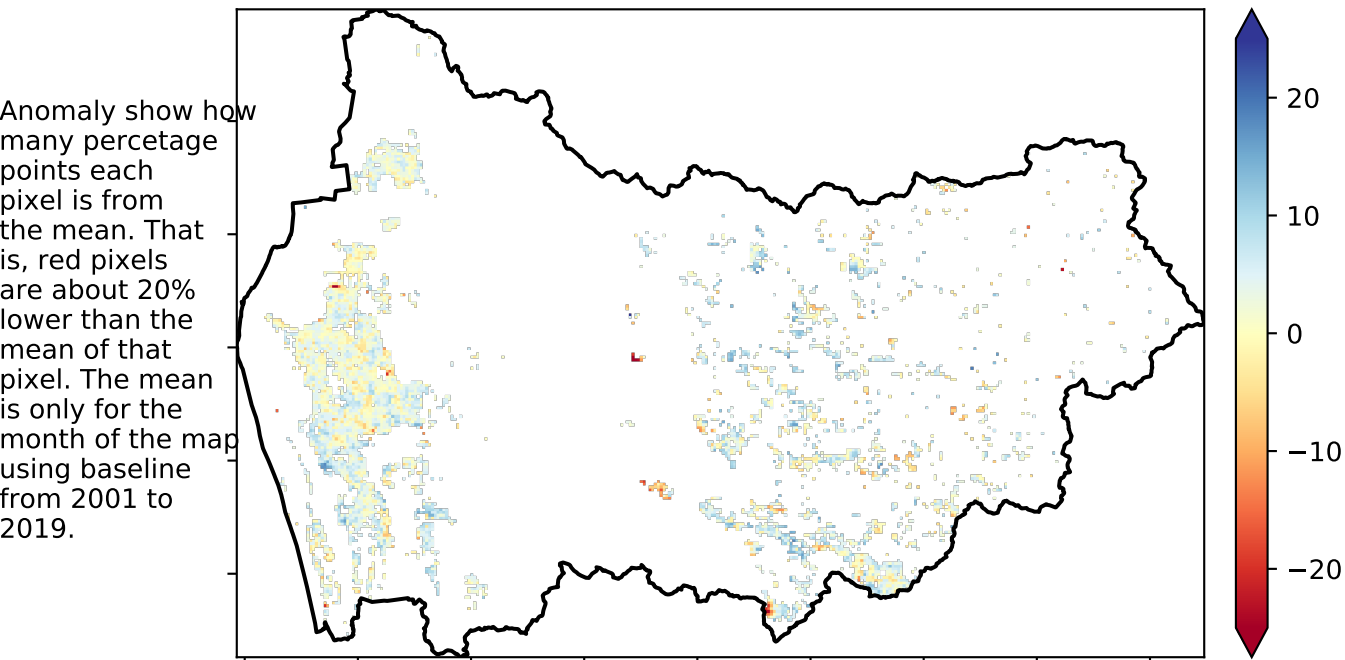 Anomaly show how
many percetage
points each
pixel is from
the mean. That
is, red pixels
are about 20%
lower than the
mean of that
pixel. The mean
is only for the
month of the map
using baseline
from 2001 to
2019.
20
10
0
−10
−20